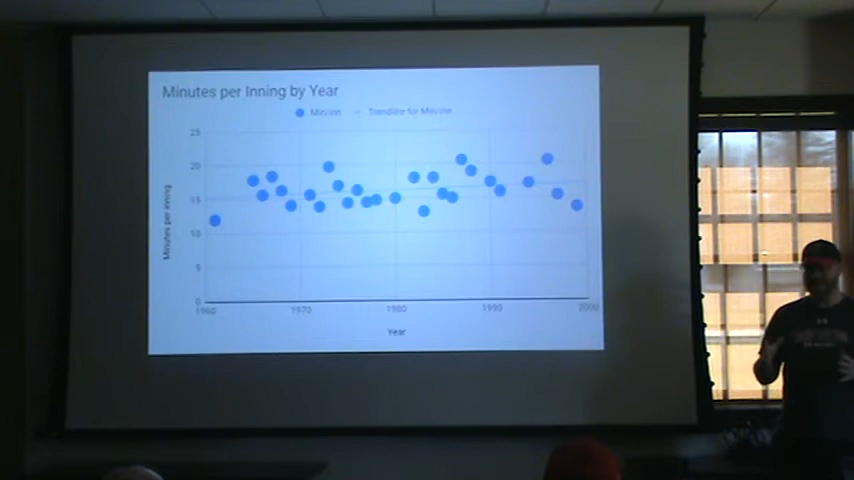 Minutes per Inning by Year
Min/Inn
Trendline for Min/Inn
25
20
15
10
5
0
Minutes per Inning
1960
1970
1980
1990
2000
Year